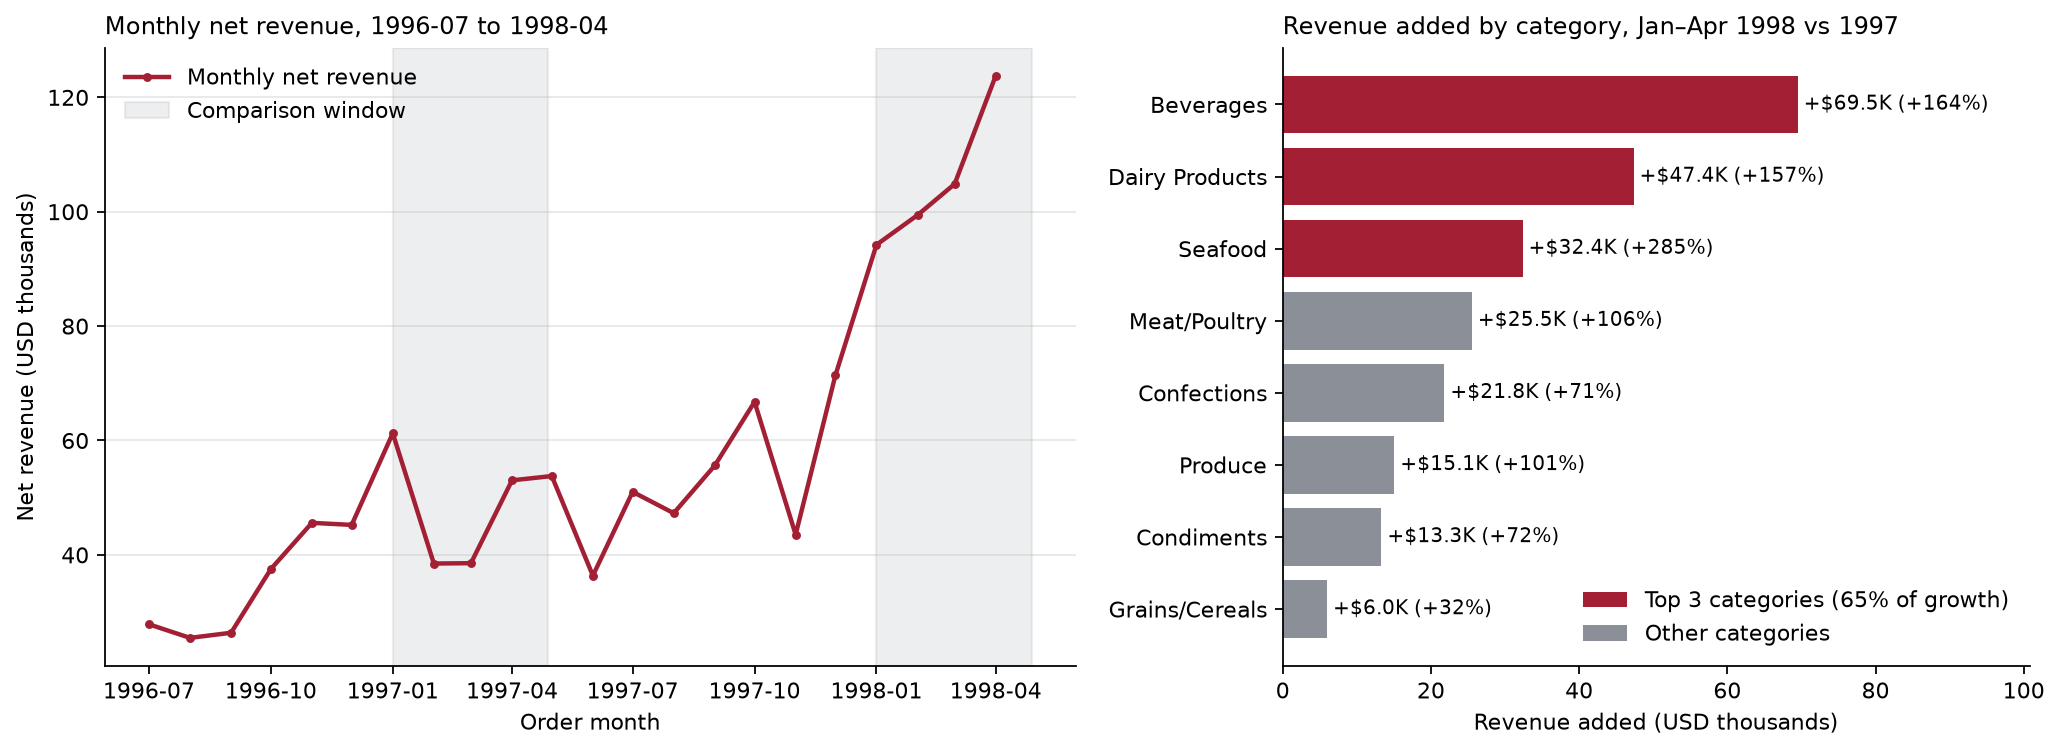 Monthly net revenue, 1996-07 to 1998-04
Monthly net revenue
Comparison window
Net revenue (USD thousands)
120
100
80
60
40
1996-07
1996-10
1997-01
1997-04
1997-07
1997-10
1998-01
1998-04
Order month
Revenue added by category, Jan–Apr 1998 vs 1997
Beverages
+$69.5K (+164%)
Dairy Products
+$47.4K (+157%)
Seafood
+$32.4K (+285%)
Meat/Poultry
+$25.5K (+106%)
Confections
+$21.8K (+71%)
Produce
+$15.1K (+101%)
Condiments
+$13.3K (+72%)
Grains/Cereals
+$6.0K (+32%)
Top 3 categories (65% of growth)
Other categories
0
20
40
60
80
100
Revenue added (USD thousands)